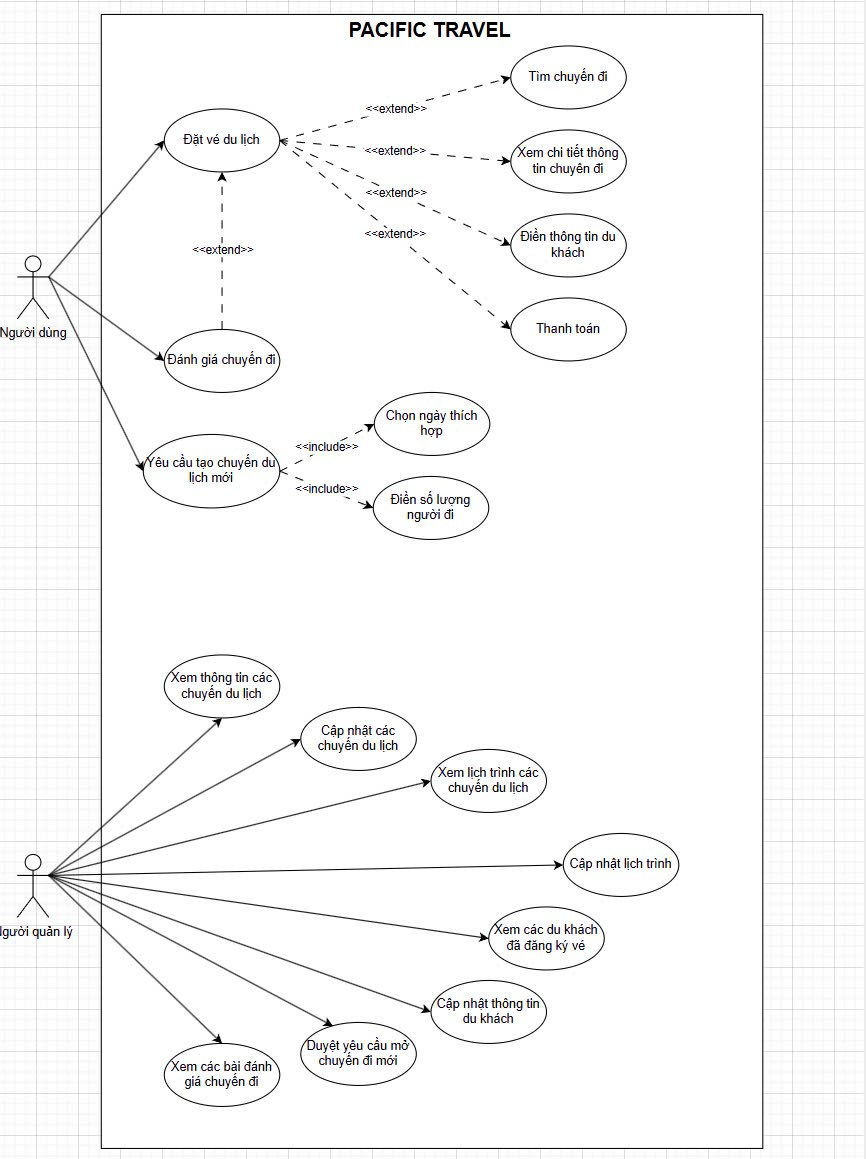 PACIFIC TRAVEL
Tìm chuyến đi
<<extend>>
Đặt vé du lịch
<<extend>>
Xem chi tiết thông
tin chuyến đi
<<extend>>
<<extend>>
Điền thông tin du
khách
<<extend>>
Người dùng
Thanh toán
Đánh giá chuyến đi
Chọn ngày thích
hợp
<<include>>
Yêu cầu tạo chuyến du
lịch mới
<<include>>
Điền số lượng
người đi
Xem thông tin các
chuyến du lịch
Cập nhật các
chuyến du lịch
Xem lịch trình các
chuyến du lịch
Cập nhật lịch trình
Người quản lý
Xem các du khách
đã đăng ký vé
Cập nhật thông tin
du khách
Duyệt yêu cầu mở
chuyến đi mới
Xem các bài đánh
giá chuyến đi